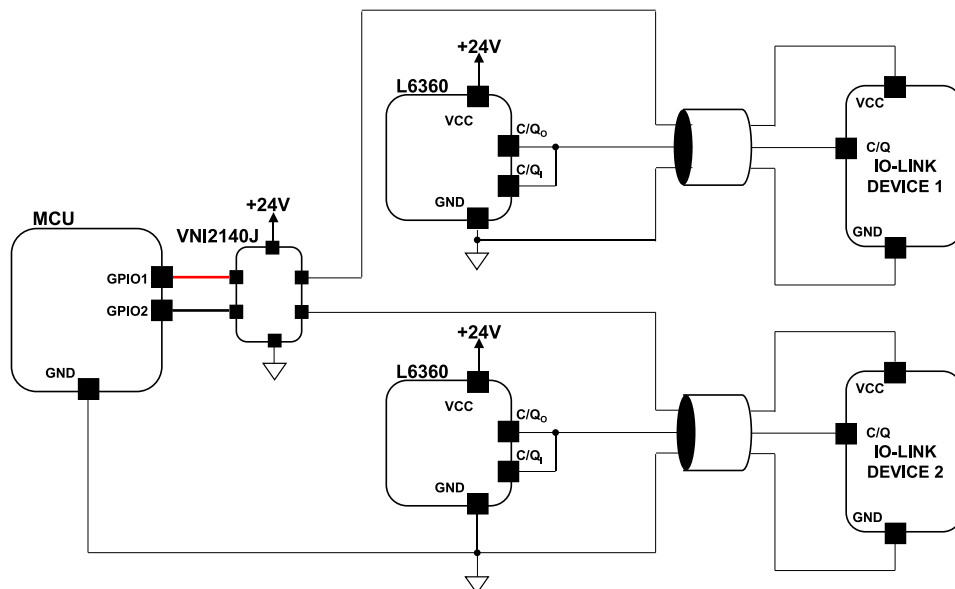 +24V
L6360
VCC
C/QO
C/QI
GND
VCC
C/Q
IO-LINK
DEVICE 1
GND
MCU
+24V
VNI2140J
GPIO1
GPIO2
GND
+24V
L6360
VCC
C/QO
C/QI
GND
VCC
C/Q
IO-LINK
DEVICE 2
GND